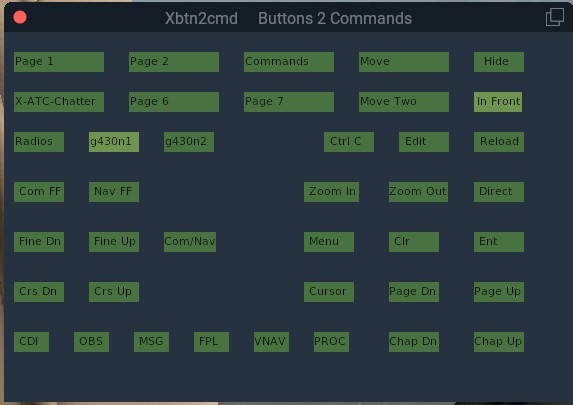 Xbtn2cmd Buttons 2 Commands
Page 1 Page 2 Commands Move Hide
X-ATC-Chatter Page 6 Page 7 Move Two In Front
Radios g430n1 g430n2 Ctrl C Edit Reload
Com FF Nav FF Zoom In Zoom Out Direct
Fine Dn Fine Up Com/Nav Menu Clr Ent
Crs Dn Crs Up Cursor Page Dn Page Up
CDI OBS MSG FPL VNAV PROC Chap Dn Chap Up